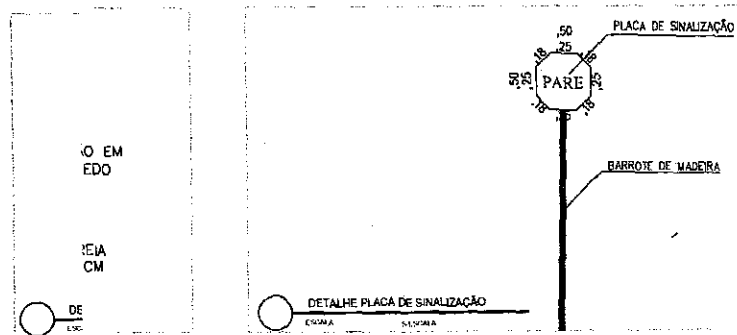 ,50
,25
,18 ,18
,50 ,25 PARE ,25
,18 ,18
PLACA DE SINALIZAÇÃO
BARROTE DE MADEIRA
O EM
EDO
EIA
CM
DE
DETALHE PLACA DE SINALIZAÇÃO
ESCALA S/ESCALA